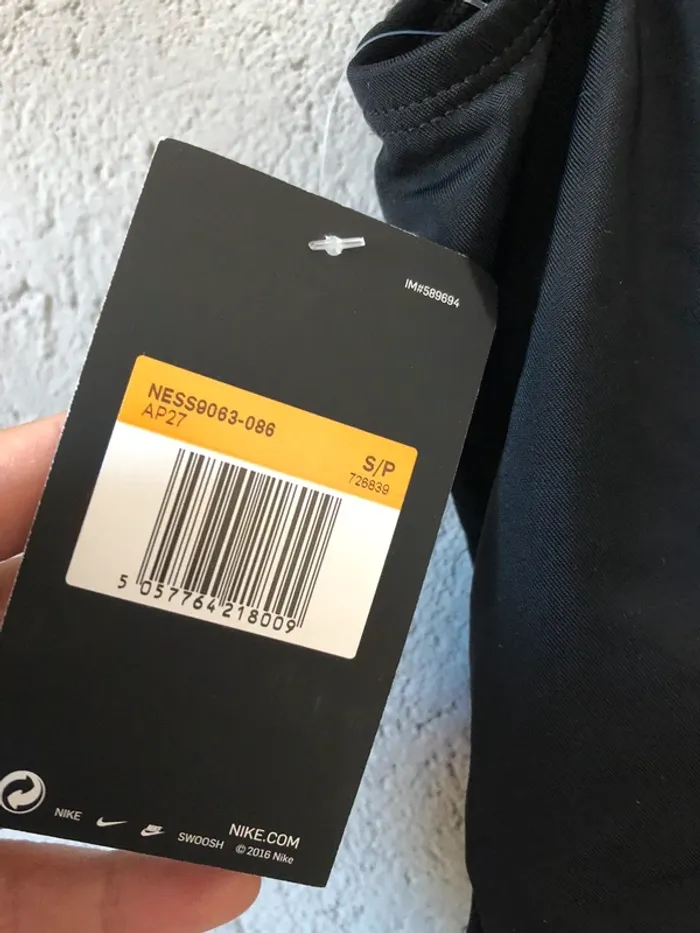 IM#589694
NESS9063-086
AP27
S/P
726839
5 057764 218009
NIKE
SWOOSH
NIKE.COM
© 2016 Nike